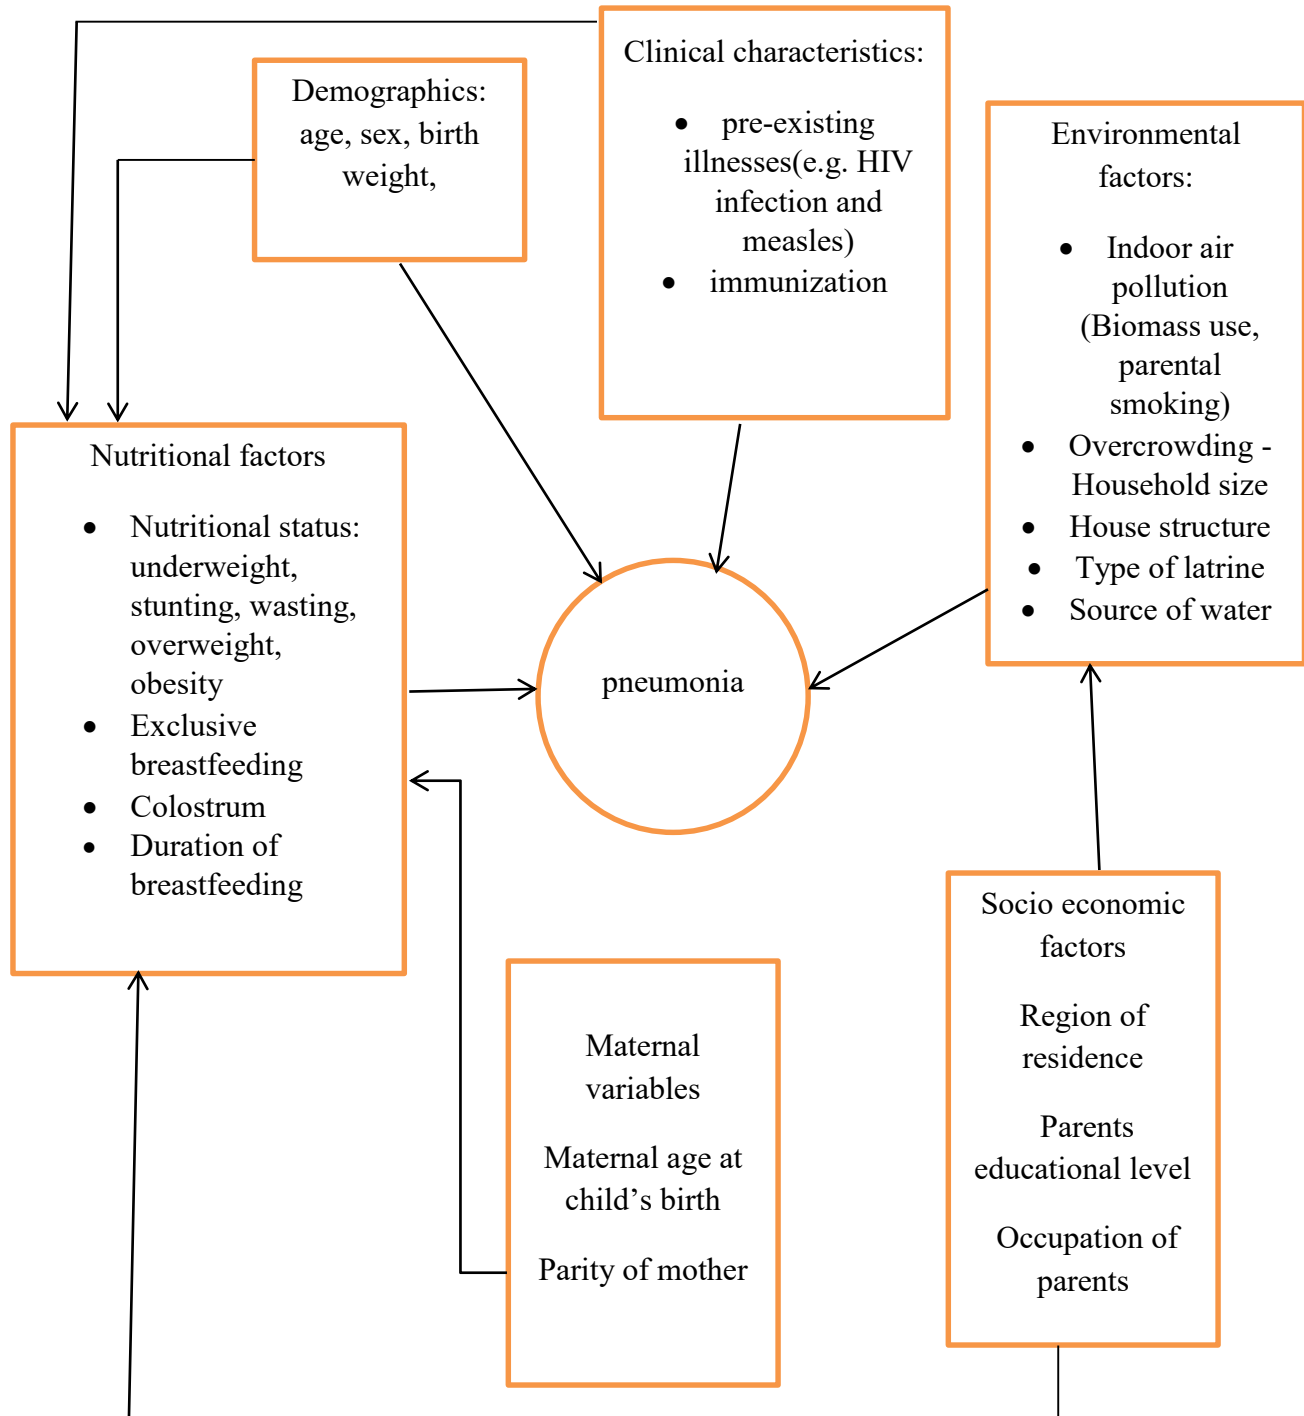 Clinical characteristics:
• pre-existing
illnesses(e.g. HIV
infection and
measles)
• immunization
Demographics:
age, sex, birth
weight,
Environmental
factors:
• Indoor air
pollution
(Biomass use,
parental
smoking)
• Overcrowding -
Household size
• House structure
• Type of latrine
• Source of water
Nutritional factors
• Nutritional status:
underweight,
stunting, wasting,
overweight,
obesity
• Exclusive
breastfeeding
• Colostrum
• Duration of
breastfeeding
pneumonia
Maternal
variables
Maternal age at
child’s birth
Parity of mother
Socio economic
factors
Region of
residence
Parents
educational level
Occupation of
parents